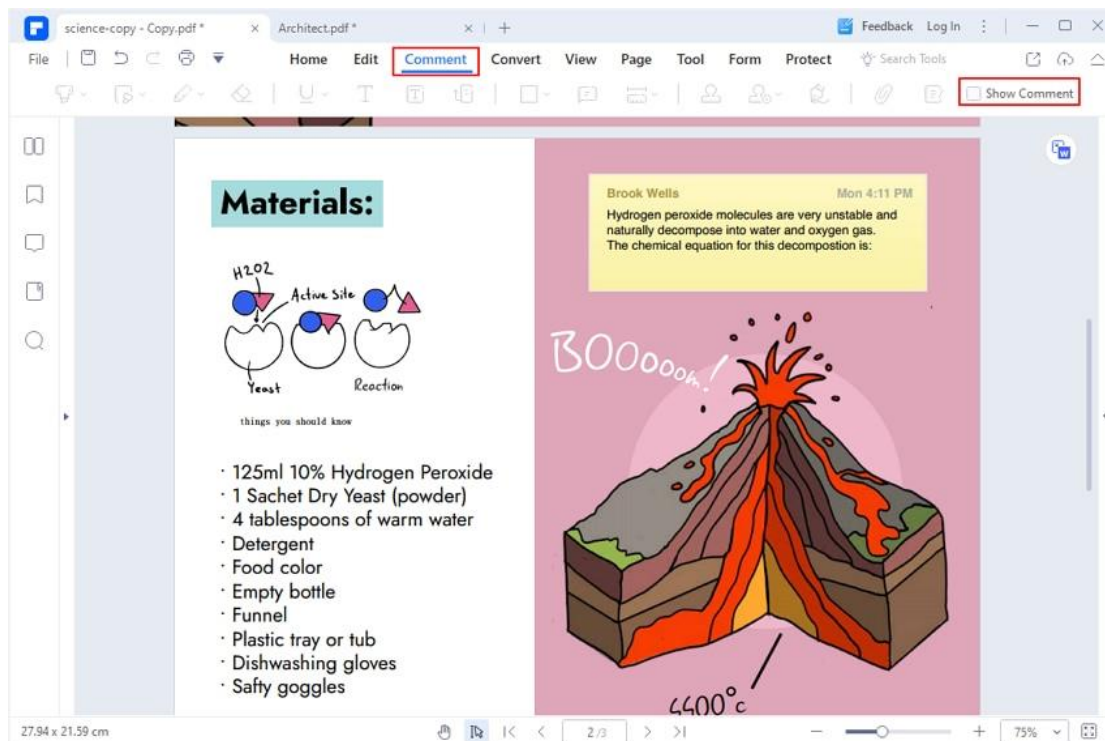 science-copy - Copy.pdf *
Architect.pdf *
Feedback Log In
File
Home Edit Comment Convert View Page Tool Form Protect Search Tools
Show Comment
Materials:
H2O2
Active Site
Yeast
Reaction
things you should know
· 125ml 10% Hydrogen Peroxide
· 1 Sachet Dry Yeast (powder)
· 4 tablespoons of warm water
· Detergent
· Food color
· Empty bottle
· Funnel
· Plastic tray or tub
· Dishwashing gloves
· Safty goggles
Brook Wells Mon 4:11 PM
Hydrogen peroxide molecules are very unstable and
naturally decompose into water and oxygen gas.
The chemical equation for this decompostion is:
BOOooom!
4400°c
27.94 x 21.59 cm
2/3
75%